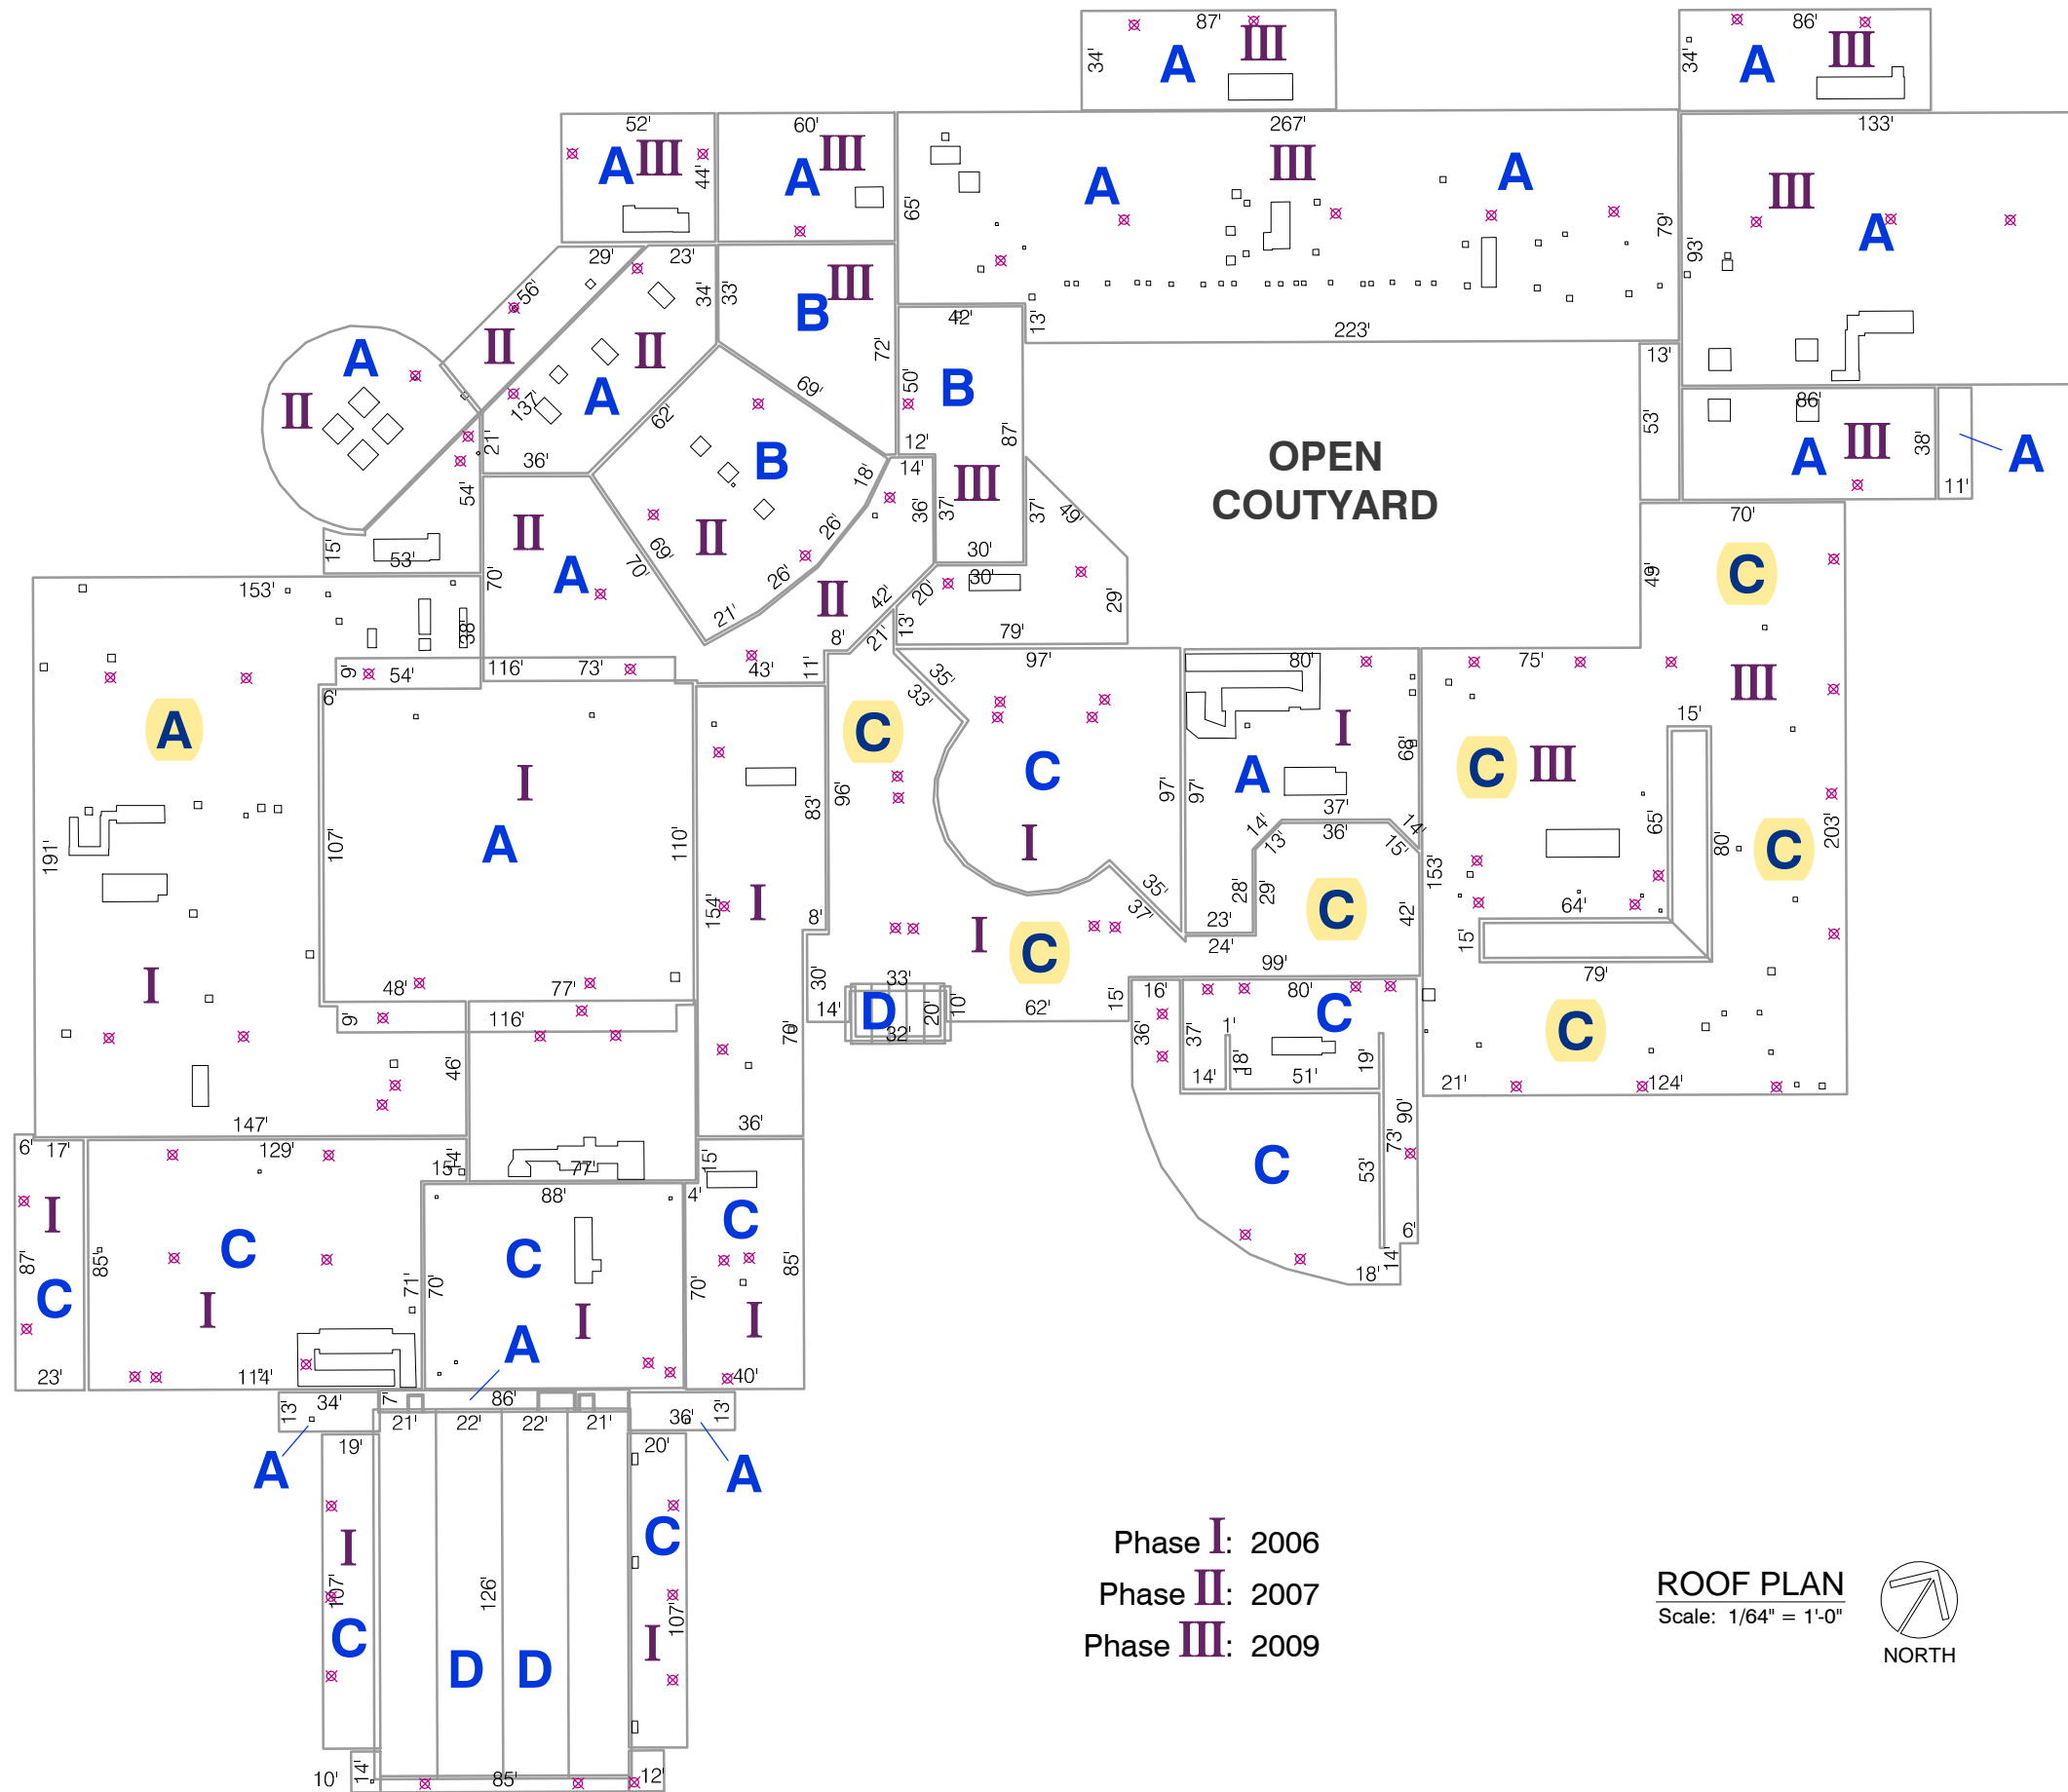 87'
III
34'
A
86'
III
34'
A
52'
A III
44'
60'
A III
267'
III
A
A
65'
79'
13'
223'
133'
III
A
93'
29'
56'
II
23'
34'
II
A
137'
21'
36'
33'
III
B
72'
69'
42'
50'
B
87'
12'
III
37'
30'
A
II
62'
B
II
69'
18'
26'
26'
21'
14'
36'
II
42'
8'
11'
43'
54'
15'
53'
II
A
70'
70'
116'
73'
37'
49'
20'
30'
29'
13'
79'
OPEN
COUTYARD
13'
53'
86'
A III
38'
11'
A
70'
C
49'
III
75'
C III
15'
65'
80'
C
203'
153'
64'
15'
79'
C
21'
124'
153'
38'
9'
54'
6'
A
191'
I
107'
I
A
110'
48'
77'
9'
116'
46'
147'
83'
154'
I
8'
70'
36'
77'
21'
C
96'
35'
33'
97'
C
I
97'
35'
37'
I
C
30'
14'
33'
D
20'
10'
32'
62'
15'
80'
I
A
97'
68'
37'
14'
14'
13'
36'
15'
28'
29'
23'
24'
C
42'
99'
16'
36'
80'
C
37'
1'
18'
14'
51'
19'
90'
73'
C
53'
6'
14'
18'
6'
17'
I
87'
C
23'
129'
14'
15'
C
85'
I
71'
114'
88'
C
70'
I
A
15'
4'
C
70'
85'
I
40'
34'
13'
7'
86'
36'
13'
A
A
21'
22'
22'
21'
19'
I
107'
C
126'
D
D
20'
C
107'
I
10'
14'
85'
12'
Phase I: 2006
Phase II: 2007
Phase III: 2009
ROOF PLAN
Scale: 1/64" = 1'-0"
NORTH